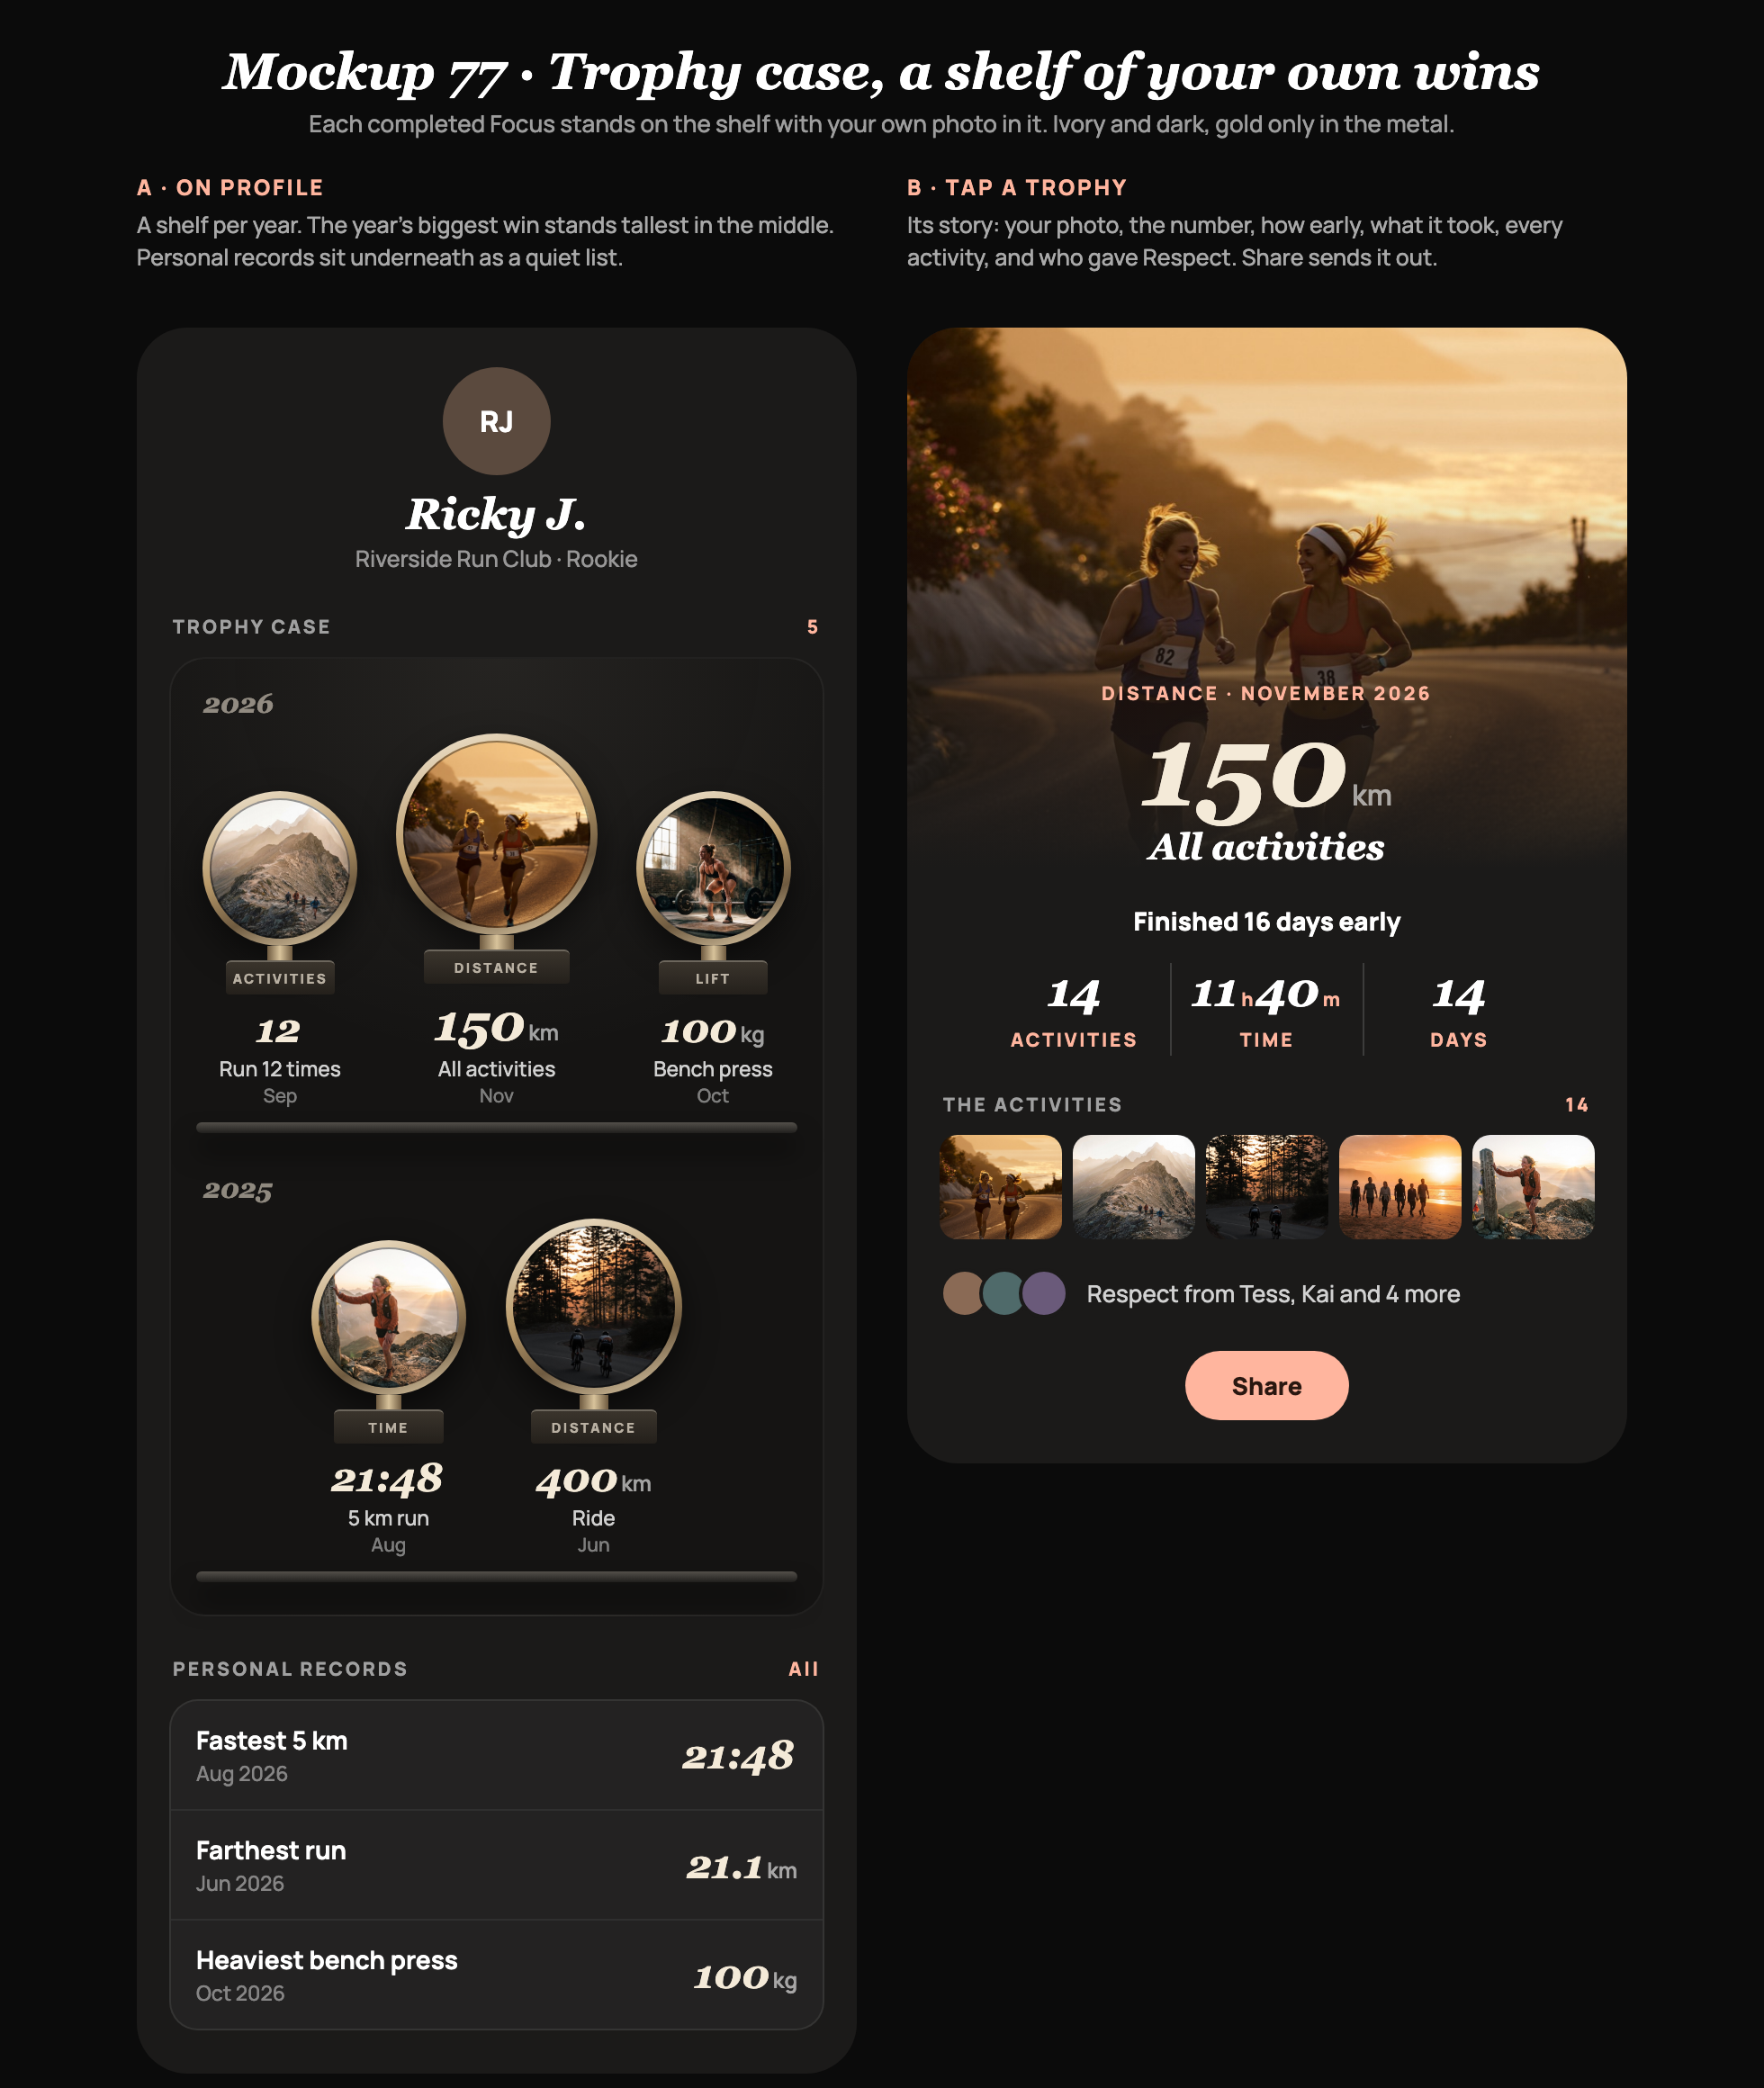 Mockup 77 · Trophy case, a shelf of your own wins
Each completed Focus stands on the shelf with your own photo in it. Ivory and dark, gold only in the metal.
A · ON PROFILE
A shelf per year. The year’s biggest win stands tallest in the middle.
Personal records sit underneath as a quiet list.
RJ
Ricky J.
Riverside Run Club · Rookie
TROPHY CASE 5
2026
ACTIVITIES DISTANCE LIFT
12 150 km 100 kg
Run 12 times All activities Bench press
Sep Nov Oct
2025
TIME DISTANCE
21:48 400 km
5 km run Ride
Aug Jun
PERSONAL RECORDS All
Fastest 5 km 21:48
Aug 2026
Farthest run 21.1 km
Jun 2026
Heaviest bench press 100 kg
Oct 2026
B · TAP A TROPHY
Its story: your photo, the number, how early, what it took, every
activity, and who gave Respect. Share sends it out.
82
38
DISTANCE · NOVEMBER 2026
150 km
All activities
Finished 16 days early
14 11 h 40 m 14
ACTIVITIES TIME DAYS
THE ACTIVITIES 14
Respect from Tess, Kai and 4 more
Share